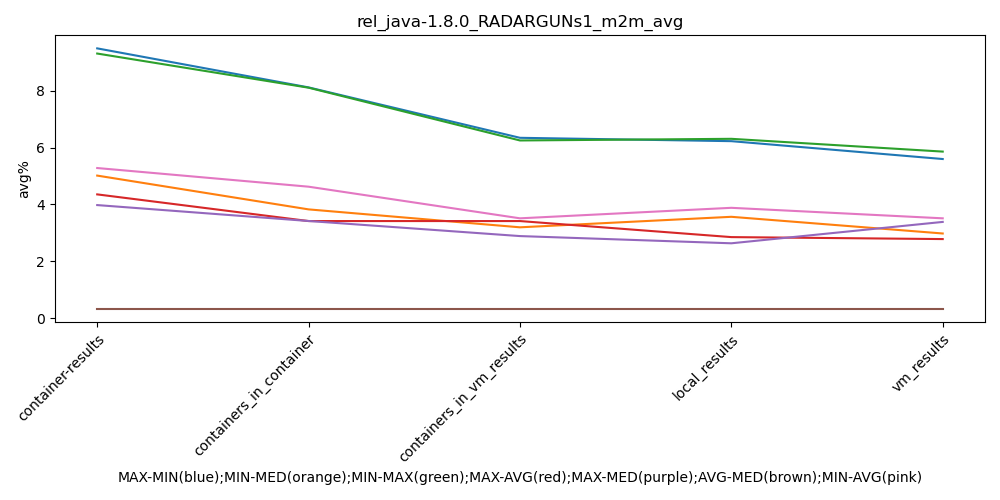 rel_java-1.8.0_RADARGUNs1_m2m_avg
avg%
8
6
4
2
0
container-results
containers_in_container
containers_in_vm_results
local_results
vm_results
MAX-MIN(blue);MIN-MED(orange);MIN-MAX(green);MAX-AVG(red);MAX-MED(purple);AVG-MED(brown);MIN-AVG(pink)